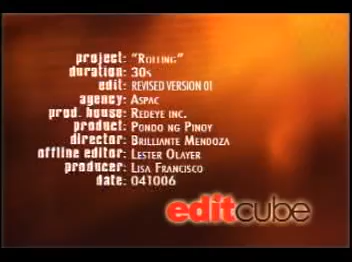 project: "ROLLING"
duration: 30s
edit: REVISED VERSION 01
agency: ASPAC
prod. house: REDEYE INC.
product: PONDO NG PINOY
director: BRILLIANTE MENDOZA
offline editor: LESTER OLAYER
producer: LISA FRANCISCO
date: 041006
editcube